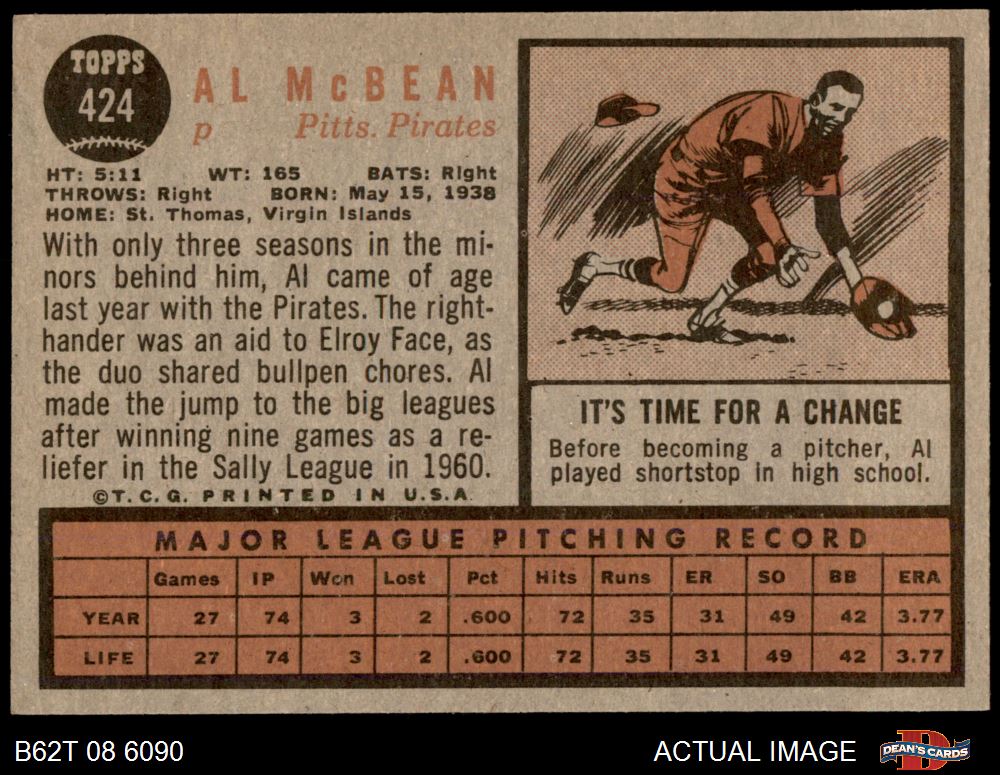 TOPPS
424
AL McBEAN
p Pitts. Pirates
HT: 5:11 WT: 165 BATS: Right
THROWS: Right BORN: May 15, 1938
HOME: St. Thomas, Virgin Islands
With only three seasons in the mi-
nors behind him, Al came of age
last year with the Pirates. The right-
hander was an aid to Elroy Face, as
the duo shared bullpen chores. Al
made the jump to the big leagues
after winning nine games as a re-
liefer in the Sally League in 1960.
©T.C.G. PRINTED IN U.S.A.
IT'S TIME FOR A CHANGE
Before becoming a pitcher, Al
played shortstop in high school.
MAJOR LEAGUE PITCHING RECORD
Games IP Won Lost Pct Hits Runs ER SO BB ERA
YEAR 27 74 3 2 .600 72 35 31 49 42 3.77
LIFE 27 74 3 2 .600 72 35 31 49 42 3.77
B62T 08 6090 ACTUAL IMAGE DEAN'S CARDS